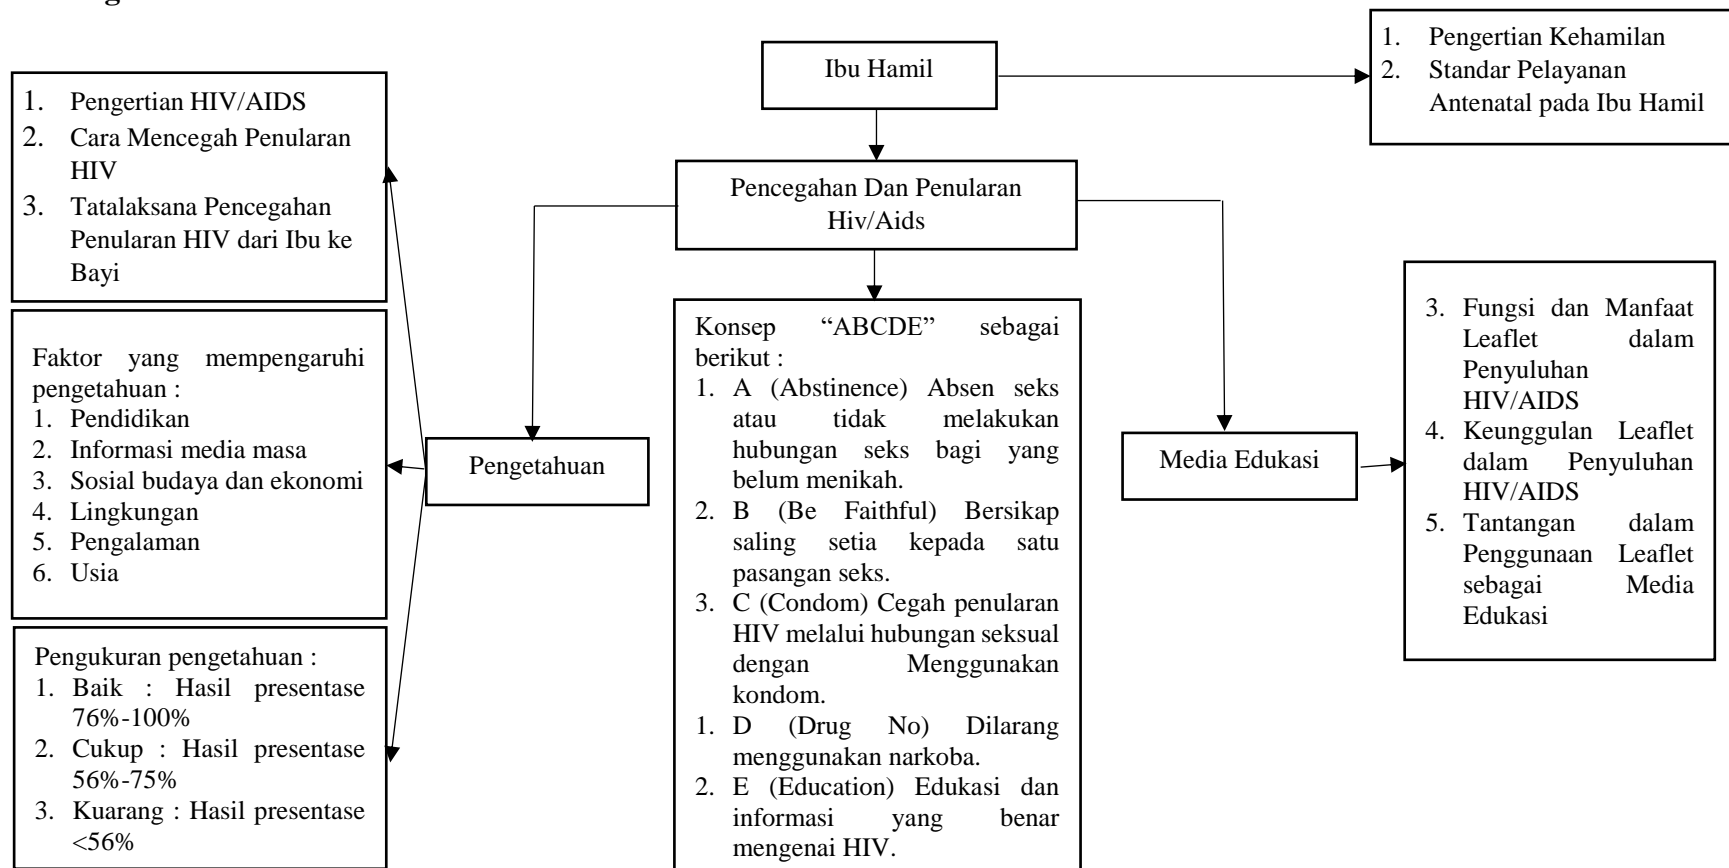 Ibu Hamil
1. Pengertian Kehamilan
2. Standar Pelayanan
Antenatal pada Ibu Hamil
1. Pengertian HIV/AIDS
2. Cara Mencegah Penularan
HIV
3. Tatalaksana Pencegahan
Penularan HIV dari Ibu ke
Bayi
Pencegahan Dan Penularan
Hiv/Aids
Faktor yang mempengaruhi
pengetahuan :
1. Pendidikan
2. Informasi media masa
3. Sosial budaya dan ekonomi
4. Lingkungan
5. Pengalaman
6. Usia
Pengetahuan
Konsep “ABCDE” sebagai
berikut :
1. A (Abstinence) Absen seks
atau tidak melakukan
hubungan seks bagi yang
belum menikah.
2. B (Be Faithful) Bersikap
saling setia kepada satu
pasangan seks.
3. C (Condom) Cegah penularan
HIV melalui hubungan seksual
dengan Menggunakan
kondom.
1. D (Drug No) Dilarang
menggunakan narkoba.
2. E (Education) Edukasi dan
informasi yang benar
mengenai HIV.
Media Edukasi
3. Fungsi dan Manfaat
Leaflet dalam
Penyuluhan
HIV/AIDS
4. Keunggulan Leaflet
dalam Penyuluhan
HIV/AIDS
5. Tantangan dalam
Penggunaan Leaflet
sebagai Media
Edukasi
Pengukuran pengetahuan :
1. Baik : Hasil presentase
76%-100%
2. Cukup : Hasil presentase
56%-75%
3. Kuarang : Hasil presentase
<56%